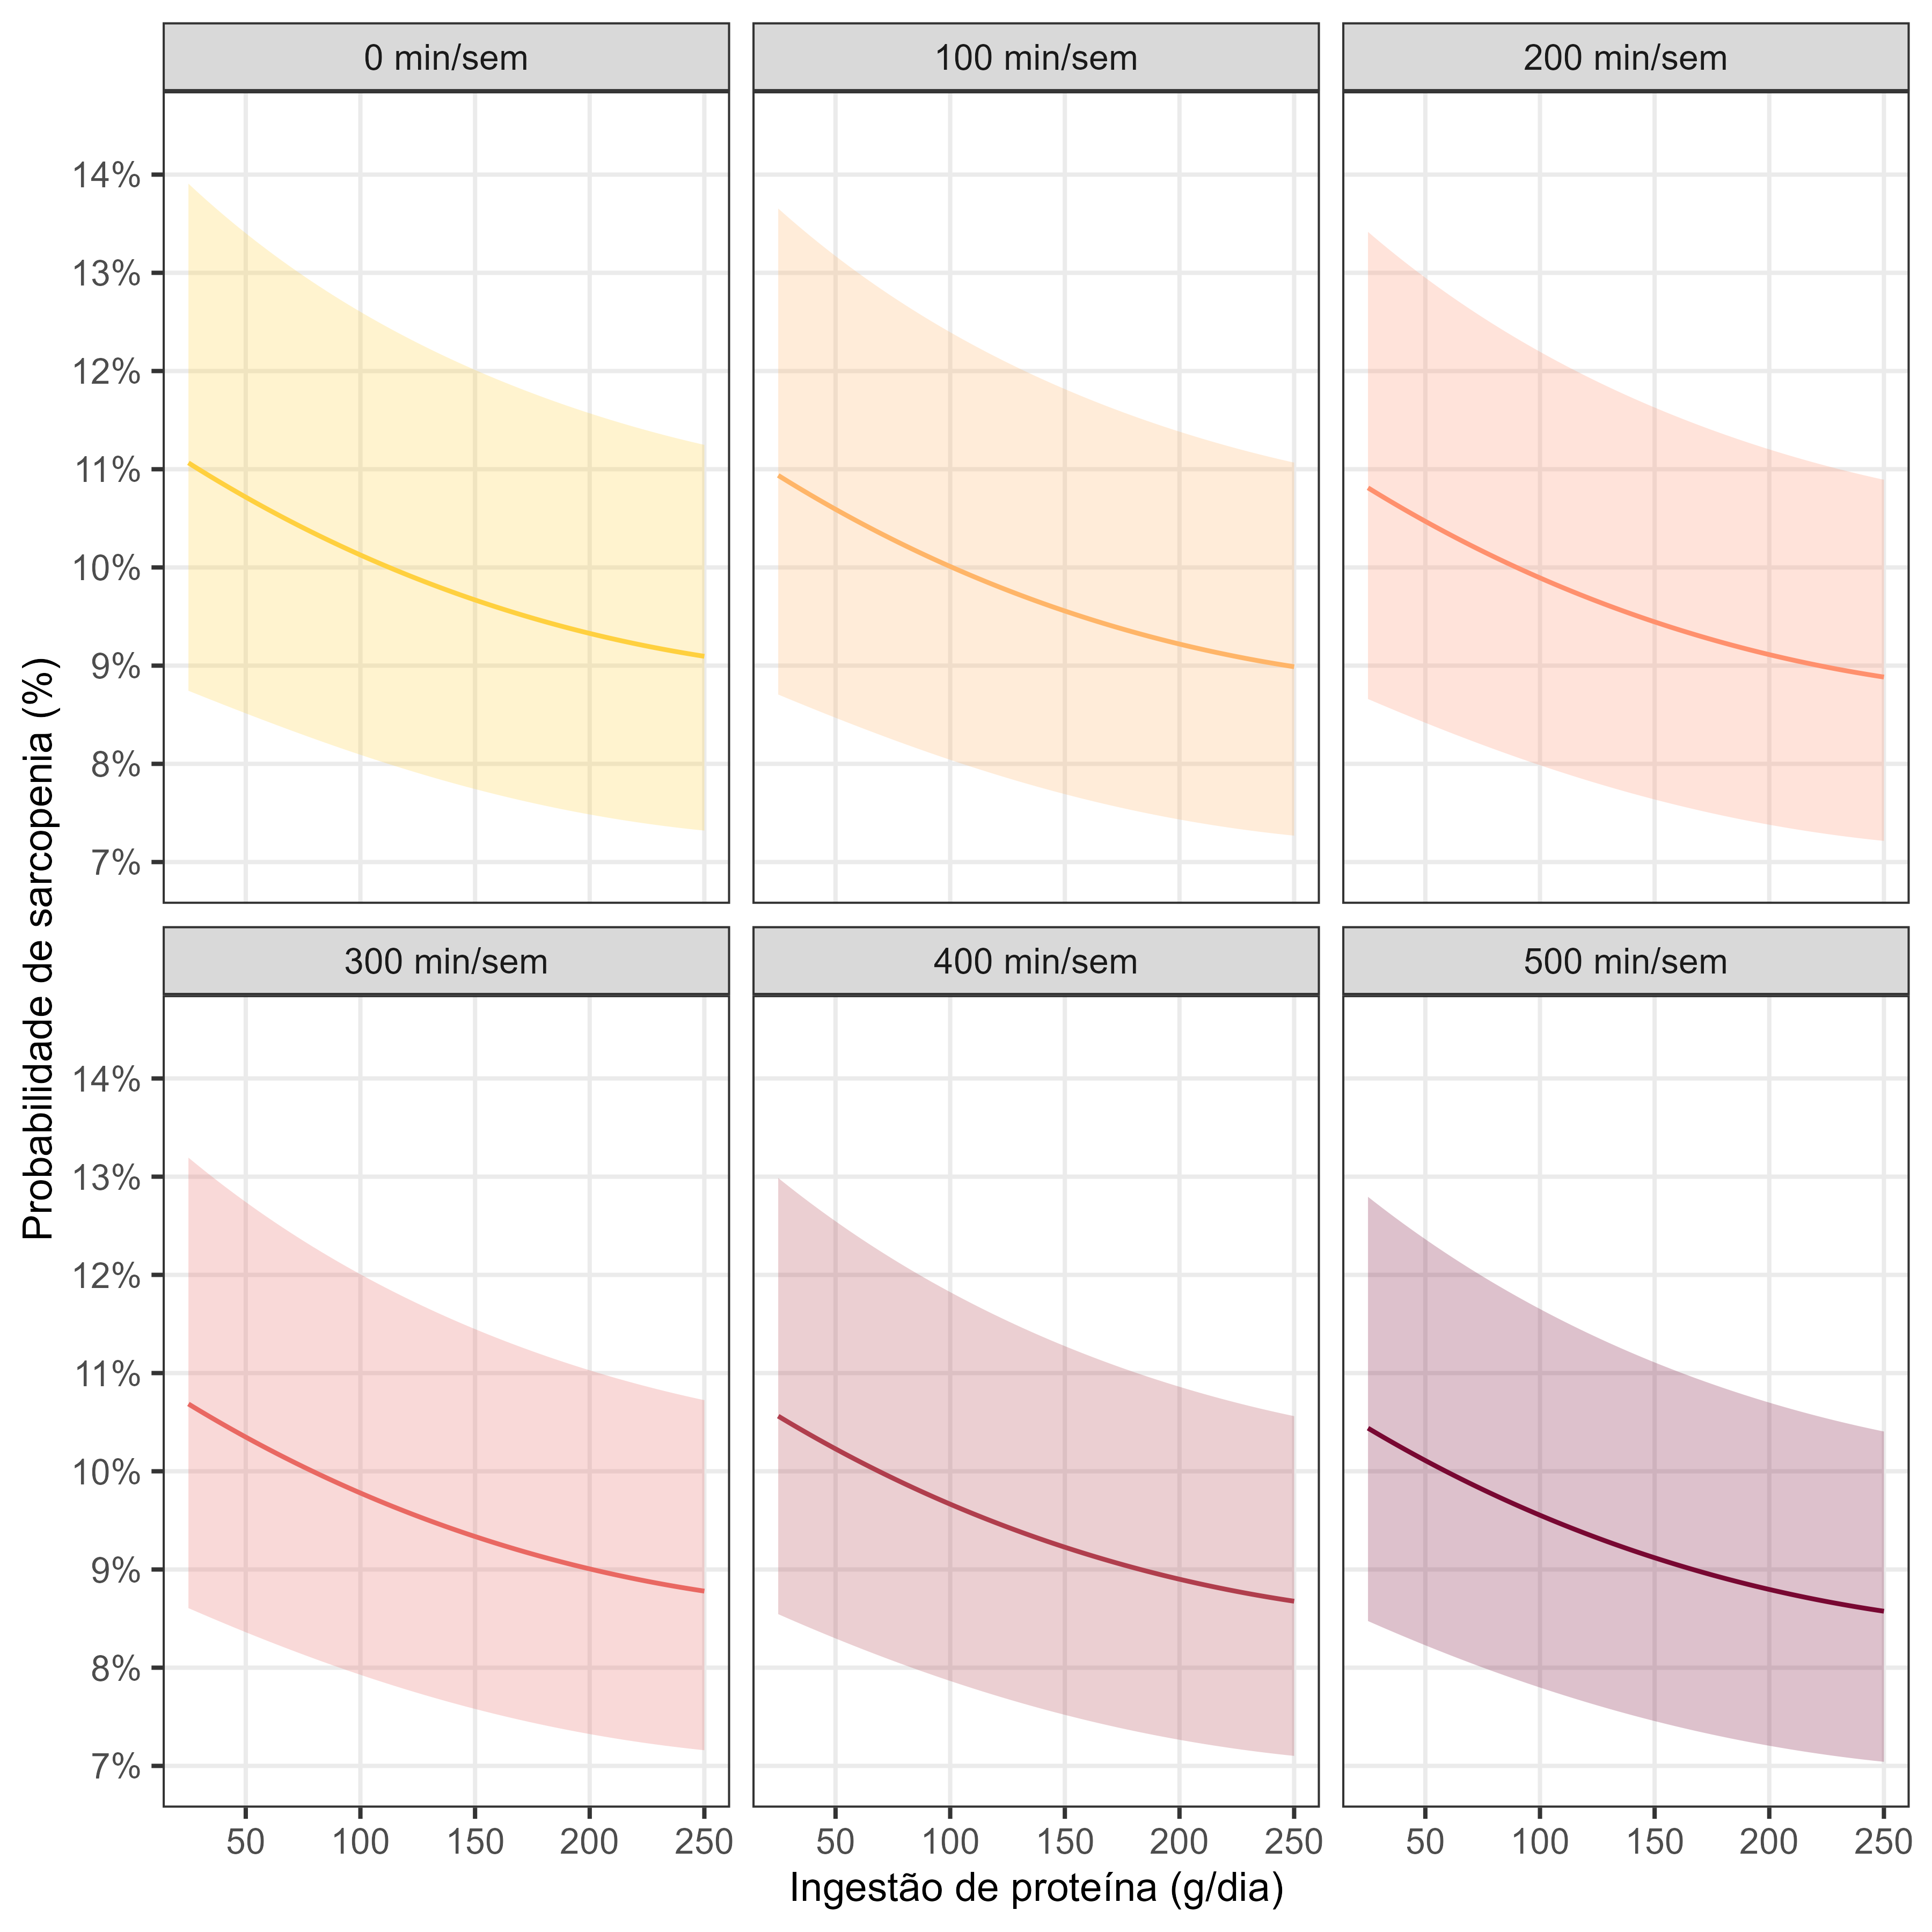 0 min/sem
100 min/sem
200 min/sem
14%
13%
12%
11%
10%
9%
8%
7%
300 min/sem
400 min/sem
500 min/sem
14%
13%
12%
11%
10%
9%
8%
7%
50 100 150 200 250
50 100 150 200 250
50 100 150 200 250
Ingestão de proteína (g/dia)
Probabilidade de sarcopenia (%)